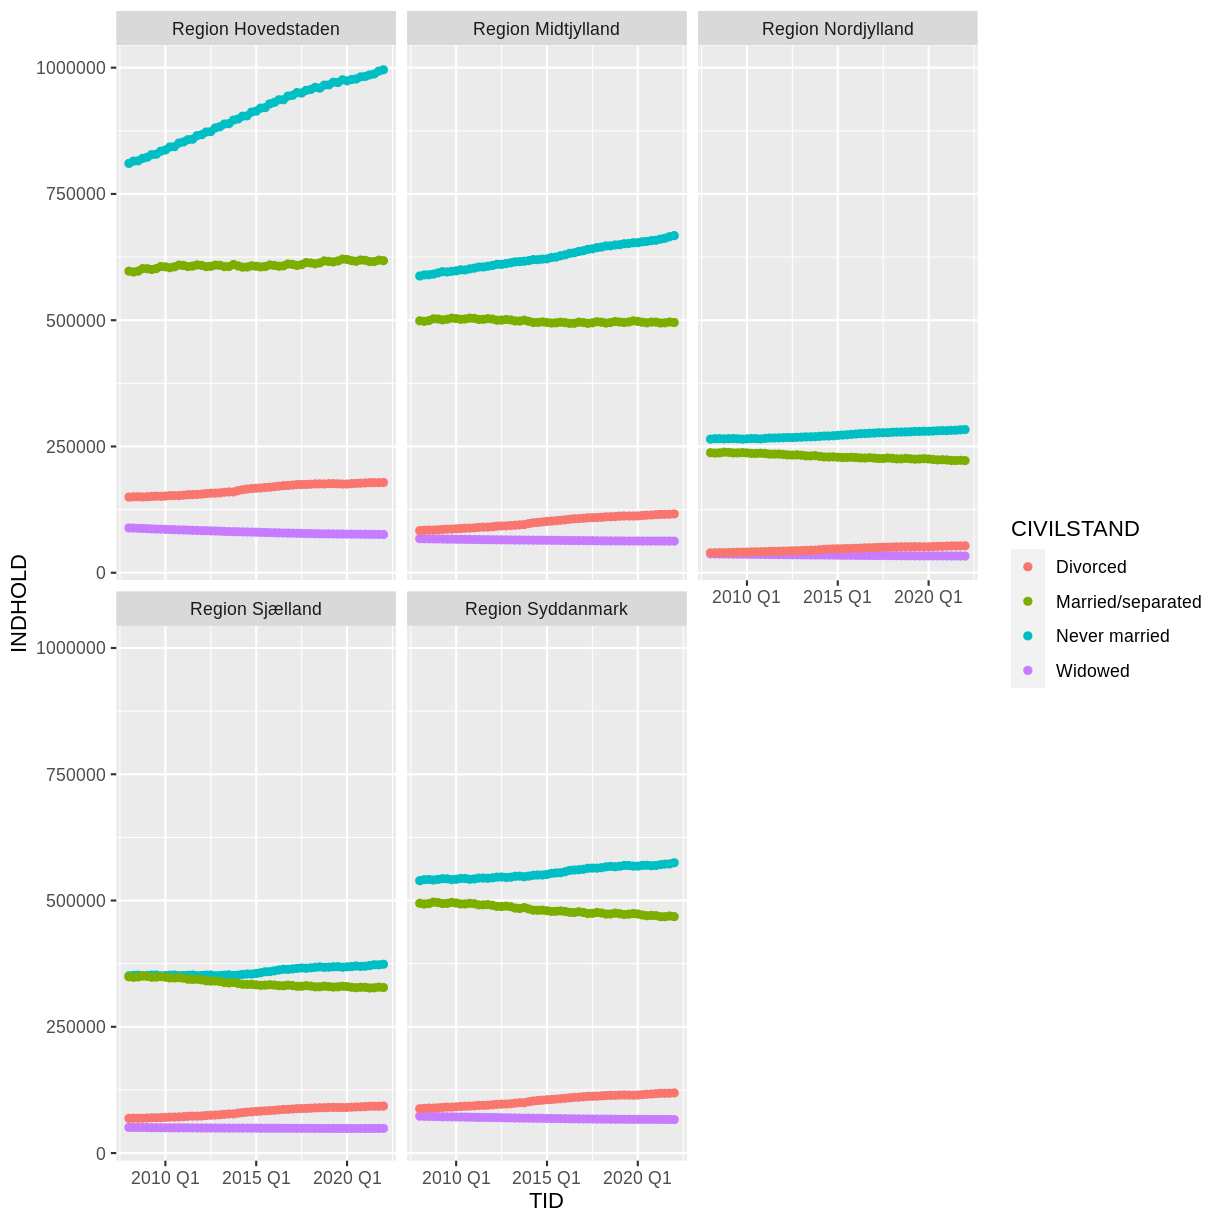 Region Hovedstaden
Region Midtjylland
Region Nordjylland
1000000
750000
500000
250000
0
2010 Q1
2015 Q1
2020 Q1
Region Sjælland
Region Syddanmark
1000000
750000
500000
250000
0
2010 Q1
2015 Q1
2020 Q1
2010 Q1
2015 Q1
2020 Q1
TID
INDHOLD
CIVILSTAND
Divorced
Married/separated
Never married
Widowed